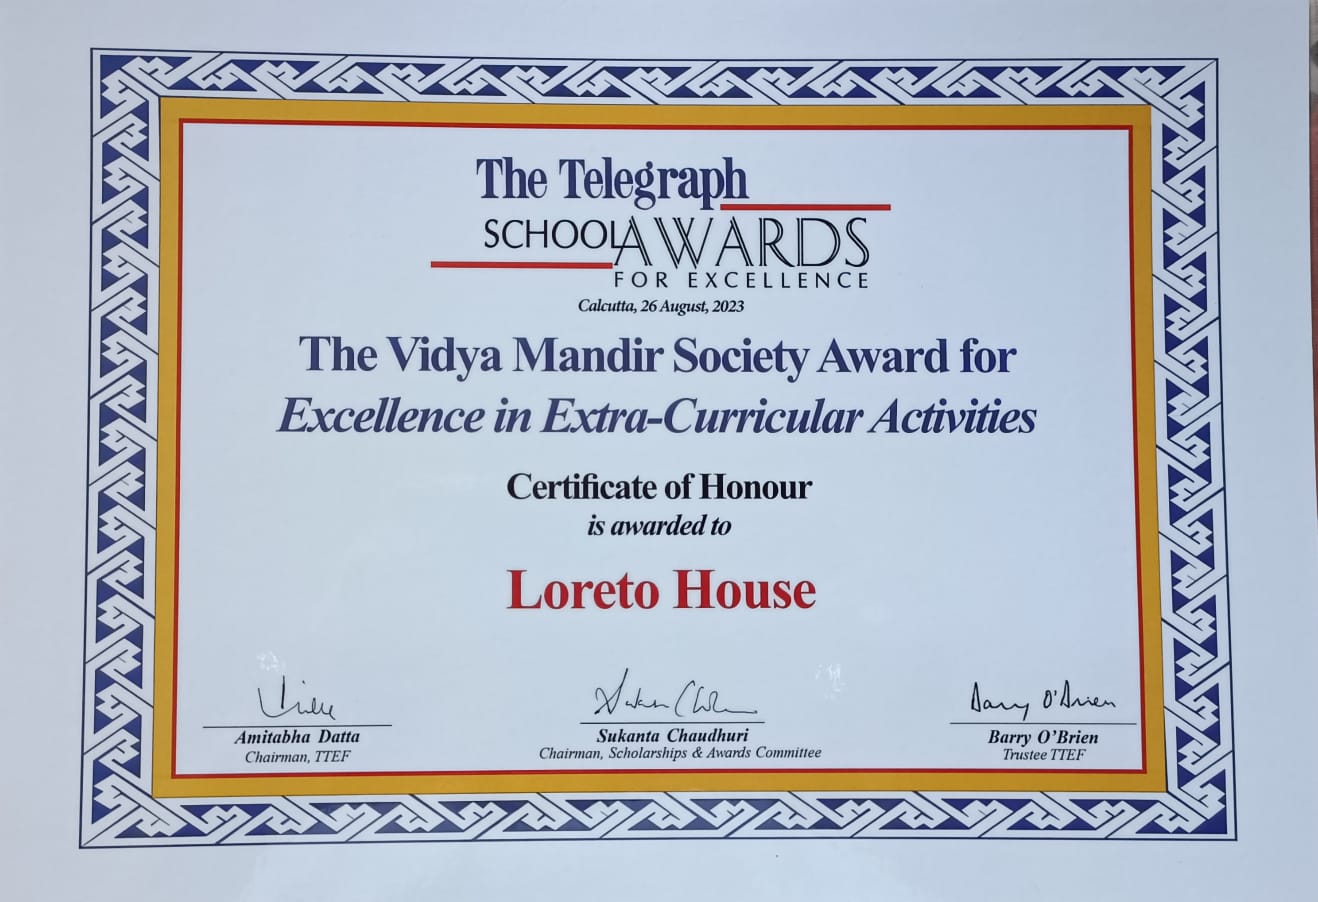 The Telegraph
SCHOOL AWARDS
FOR EXCELLENCE
Calcutta, 26 August, 2023
The Vidya Mandir Society Award for
Excellence in Extra-Curricular Activities
Certificate of Honour
is awarded to
Loreto House
Barry O'Brien
Amitabha Datta
Chairman, TTEF
Sukanta Chaudhuri
Chairman, Scholarships & Awards Committee
Barry O'Brien
Trustee TTEF